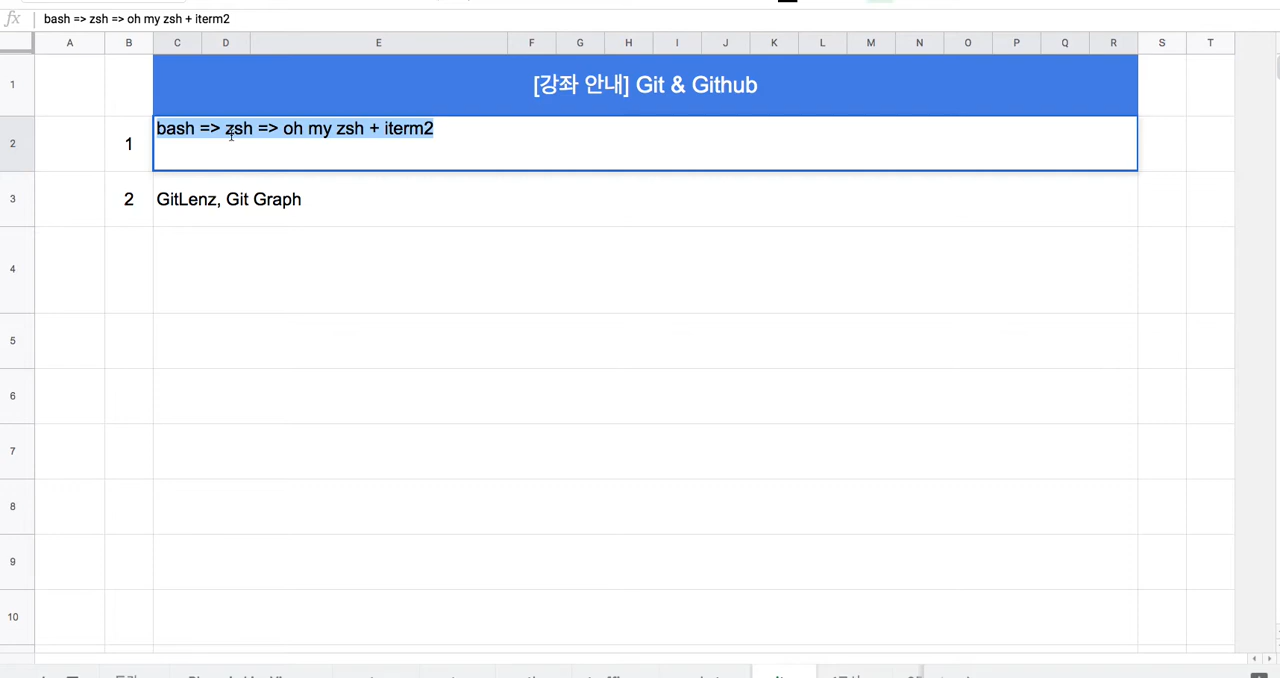 bash => zsh => oh my zsh + iterm2
A B C D E F G H I J K L M N O P Q R S T
1 [강좌 안내] Git & Github
2 1 bash => zsh => oh my zsh + iterm2
3 2 GitLenz, Git Graph
4
5
6
7
8
9
10